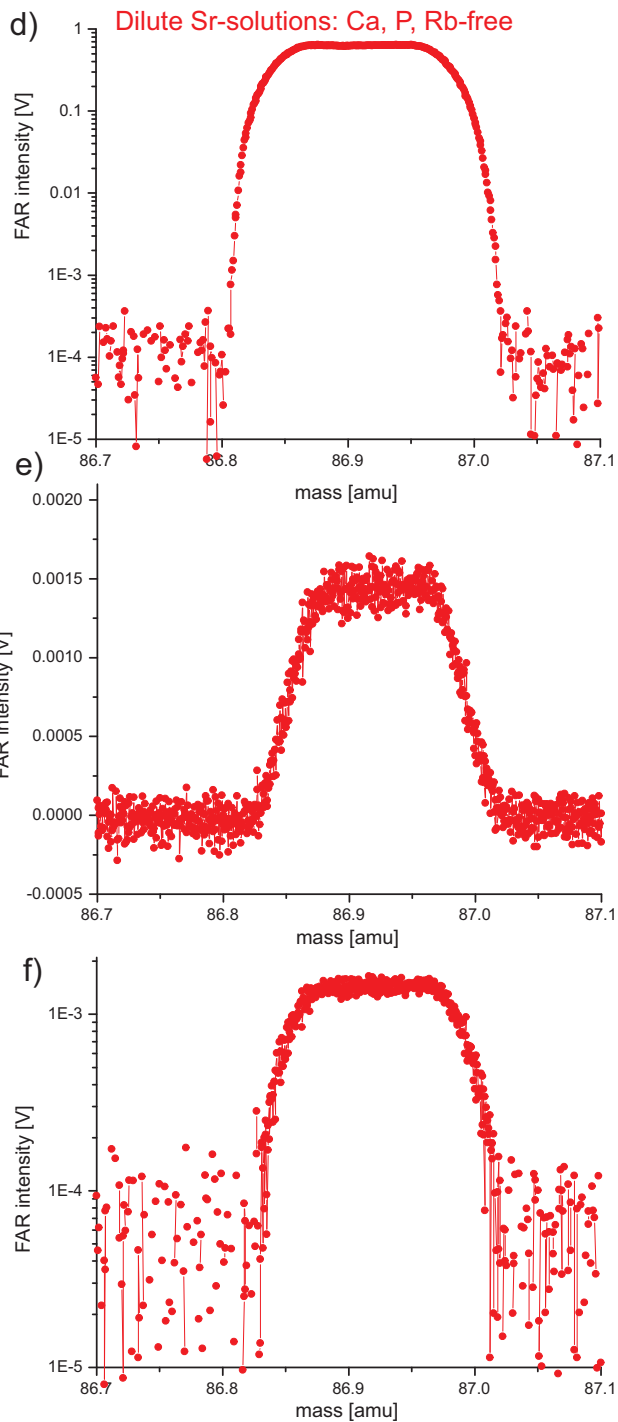 d)
Dilute Sr-solutions: Ca, P, Rb-free
FAR intensity [V]
1
0.1
0.01
1E-3
1E-4
1E-5
86.7 86.8 86.9 87.0 87.1
mass [amu]
e)
FAR intensity [V]
0.0020
0.0015
0.0010
0.0005
0.0000
-0.0005
86.7 86.8 86.9 87.0 87.1
mass [amu]
f)
FAR intensity [V]
1E-3
1E-4
1E-5
86.7 86.8 86.9 87.0 87.1
mass [amu]